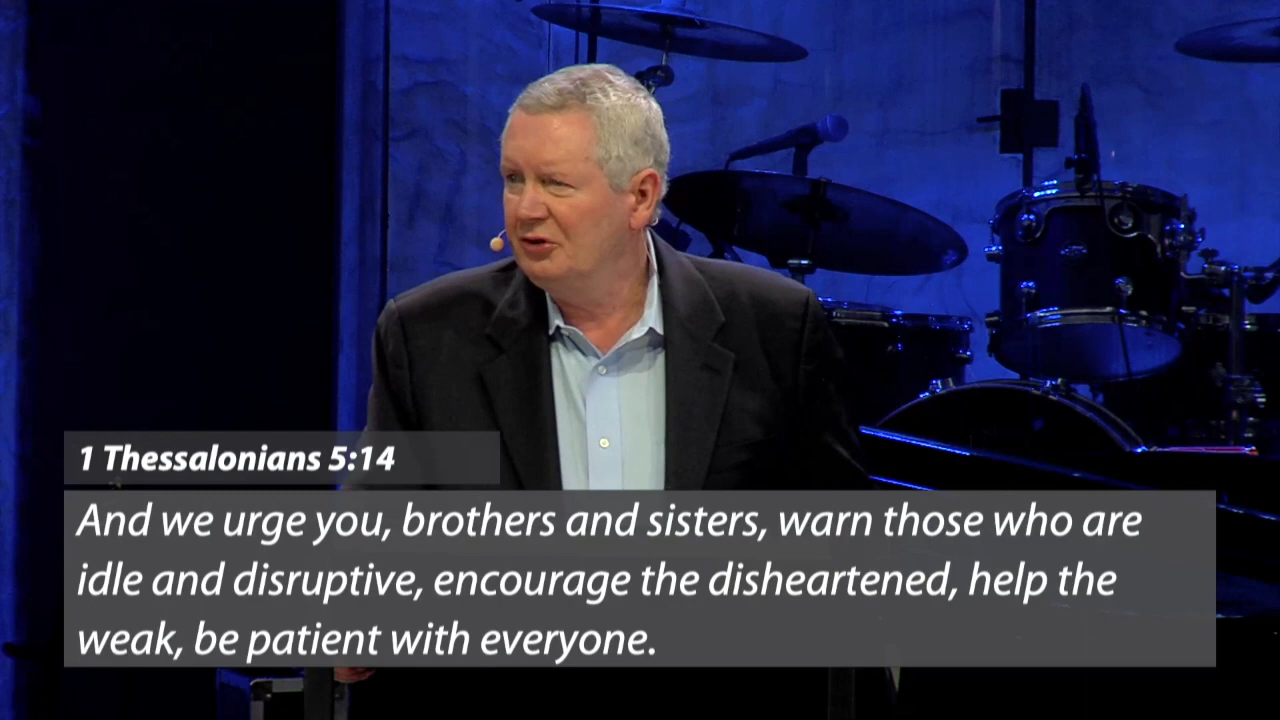 1 Thessalonians 5:14
And we urge you, brothers and sisters, warn those who are
idle and disruptive, encourage the disheartened, help the
weak, be patient with everyone.